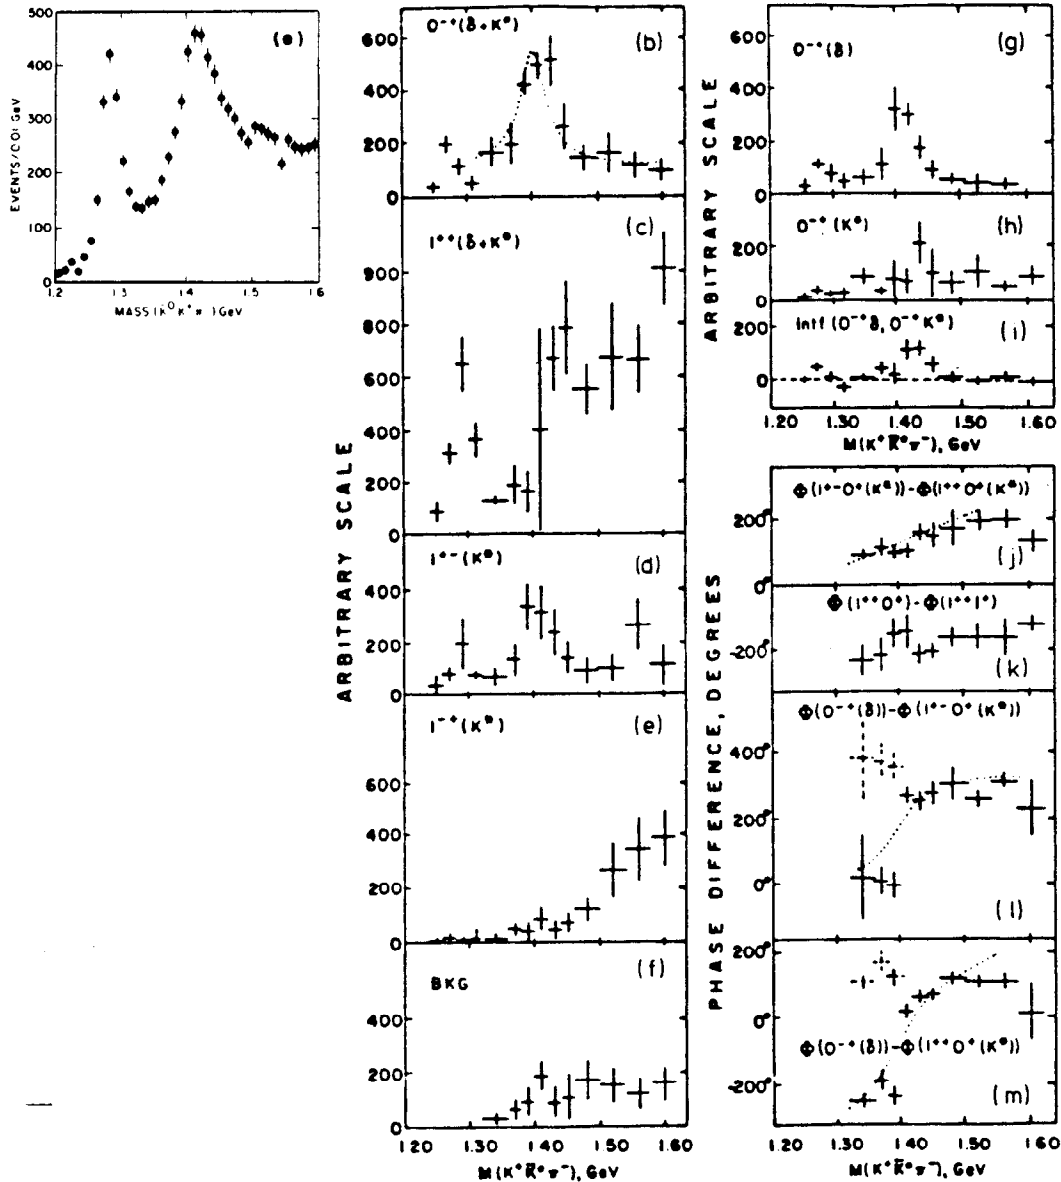 500
400
300
200
100
0
EVENTS/0.01 GeV
(a)
1.2 1.3 1.4 1.5 1.6
MASS (K⁰K⁺π⁻) GeV
ARBITRARY SCALE
0⁻⁺(δ+K*)
(b)
600
400
200
0
1⁺⁺(δ+K*)
(c)
900
800
600
400
200
0
1⁺⁻(K*)
(d)
400
200
0
1⁻⁺(K*)
(e)
600
400
200
0
BKG
(f)
400
200
0
1.20 1.30 1.40 1.50 1.60
M(K⁺K̄⁰π⁻), GeV
ARBITRARY SCALE
0⁻⁺(δ)
(g)
600
400
200
0
0⁻⁺(K*)
(h)
200
0
Intf(0⁻⁺δ, 0⁻⁺K*)
(i)
200
0
1.20 1.30 1.40 1.50 1.60
M(K⁺K̄⁰π⁻), GeV
PHASE DIFFERENCE, DEGREES
Φ(1⁺⁻0⁺(K*))-Φ(1⁺⁺0⁺(K*))
(j)
200°
0°
Φ(1⁺⁺0⁺)-Φ(1⁺⁺1⁺)
(k)
-200°
Φ(0⁻⁺(δ))-Φ(1⁺⁻0⁺(K*))
(l)
400°
200°
0°
200°
0°
Φ(0⁻⁺(δ))-Φ(1⁺⁺0⁺(K*))
-200°
(m)
1.20 1.30 1.40 1.50 1.60
M(K⁺K̄⁰π⁻), GeV